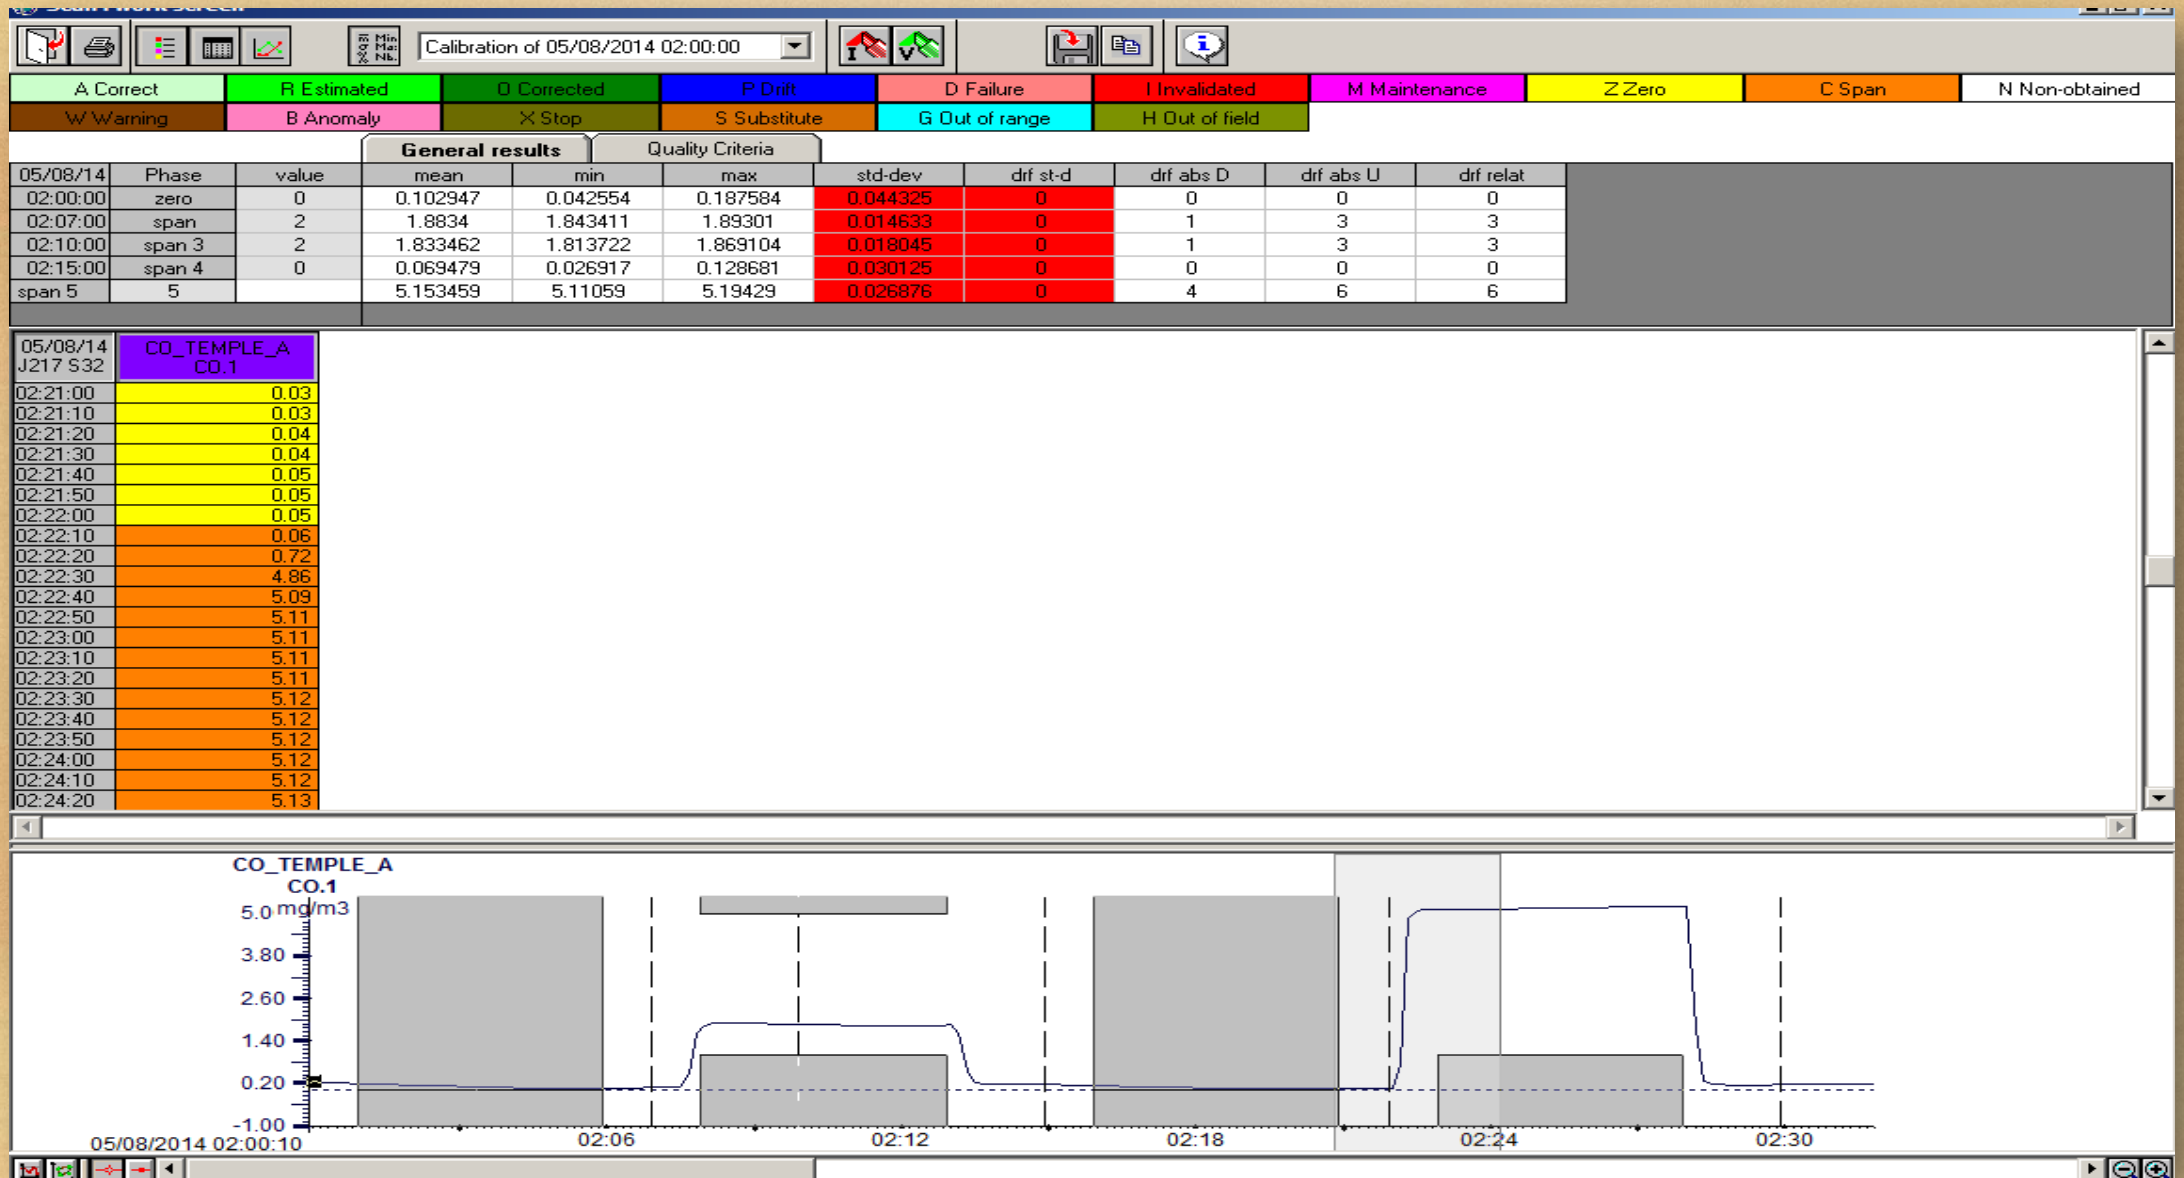 m Min
σ Max
% Nb.
Calibration of 05/08/2014 02:00:00
I V
A Correct R Estimated O Corrected P Drift D Failure I Invalidated M Maintenance Z Zero C Span N Non-obtained
W Warning B Anomaly X Stop S Substitute G Out of range H Out of field
General results Quality Criteria
05/08/14 Phase value mean min max std-dev drf st-d drf abs D drf abs U drf relat
02:00:00 zero 0 0.102947 0.042554 0.187584 0.044325 0 0 0 0
02:07:00 span 2 1.8834 1.843411 1.89301 0.014633 0 1 3 3
02:10:00 span 3 2 1.833462 1.813722 1.869104 0.018045 0 1 3 3
02:15:00 span 4 0 0.069479 0.026917 0.128681 0.030125 0 0 0 0
span 5 5 5.153459 5.11059 5.19429 0.026876 0 4 6 6
05/08/14 CO_TEMPLE_A
J217 S32 CO.1
02:21:00 0.03
02:21:10 0.03
02:21:20 0.04
02:21:30 0.04
02:21:40 0.05
02:21:50 0.05
02:22:00 0.05
02:22:10 0.06
02:22:20 0.72
02:22:30 4.86
02:22:40 5.09
02:22:50 5.11
02:23:00 5.11
02:23:10 5.11
02:23:20 5.11
02:23:30 5.12
02:23:40 5.12
02:23:50 5.12
02:24:00 5.12
02:24:10 5.12
02:24:20 5.13
CO_TEMPLE_A
CO.1
5.0 mg/m3
3.80
2.60
1.40
0.20
-1.00
05/08/2014 02:00:10 02:06 02:12 02:18 02:24 02:30